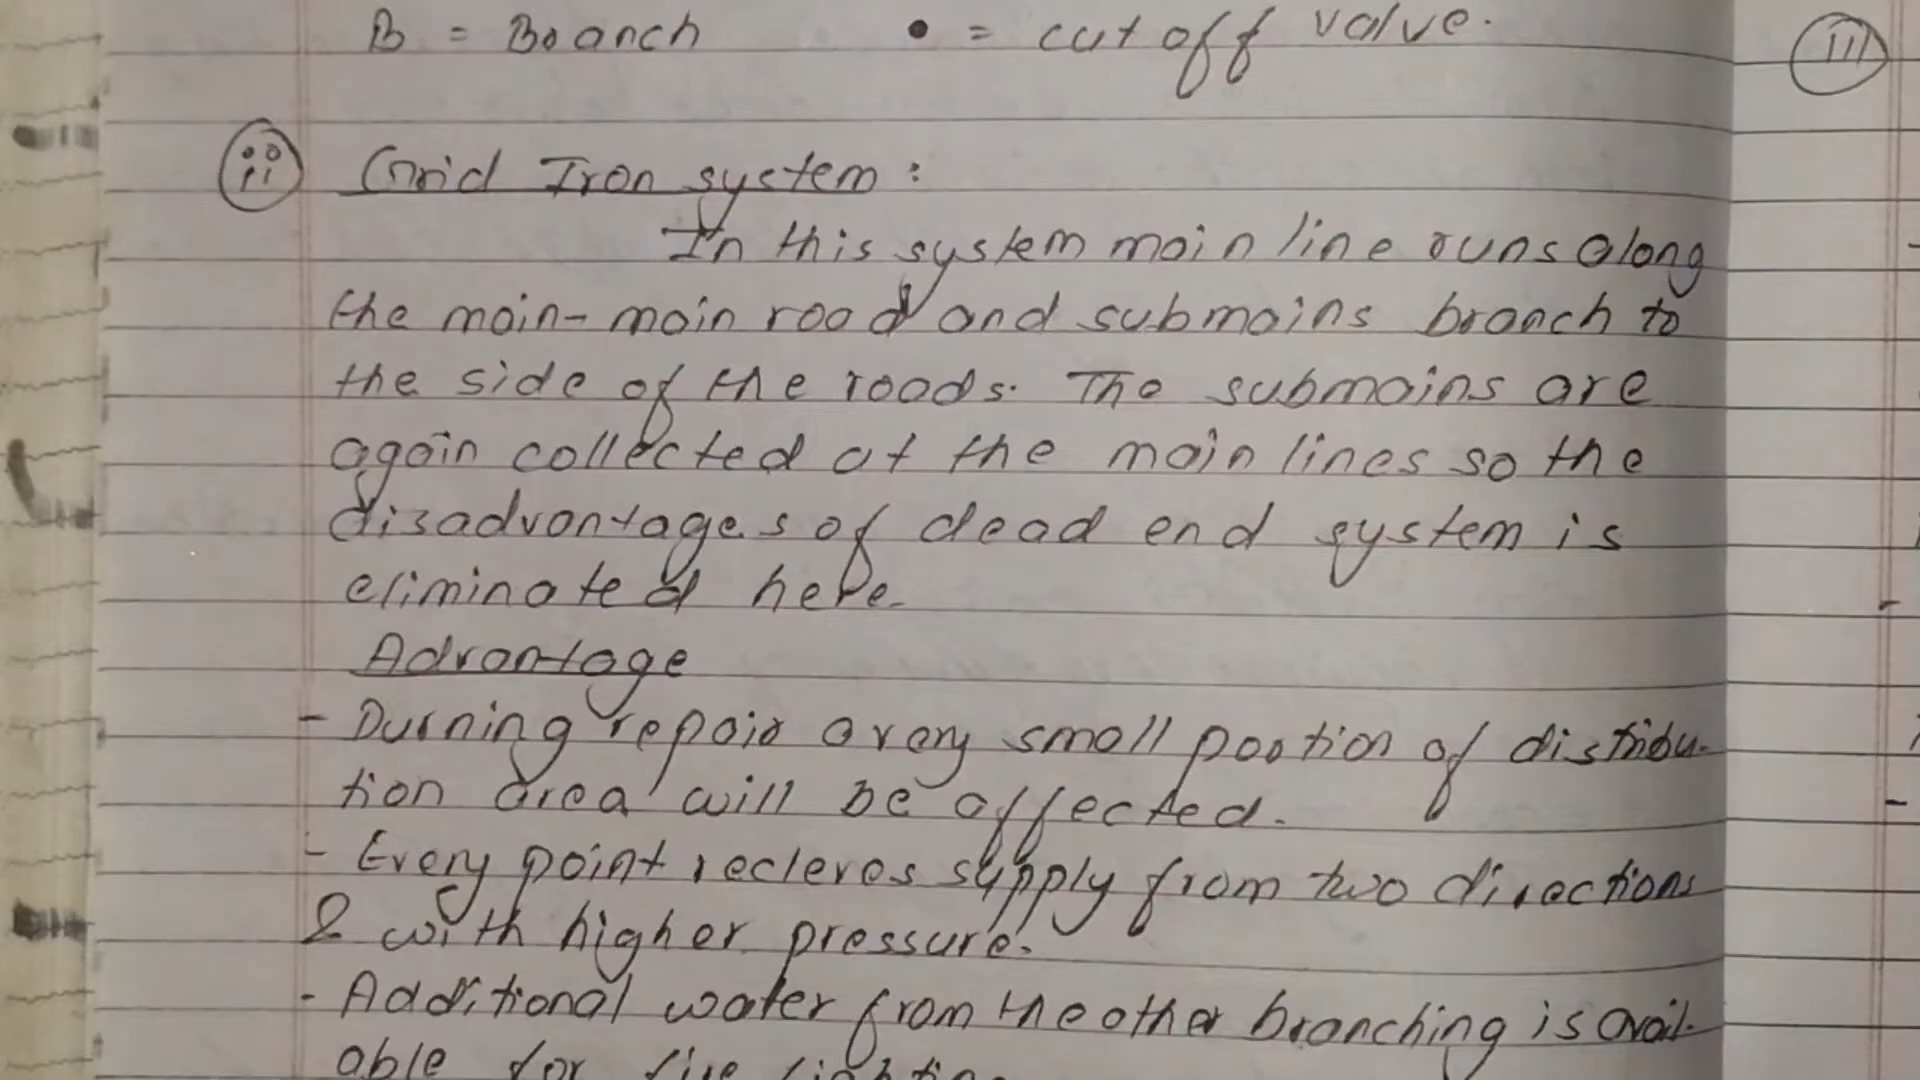 B = Branch • = cut off valve.
iii
ii Grid Iron system:
In this system main line runs along
the main-main road and submains branch to
the side of the roads. The submains are
again collected at the main lines so the
disadvantages of dead end system is
eliminated here.
Advantage
- Durning repair a very small portion of distribu-
tion area will be affected.
- Every point recieves supply from two directions
& with higher pressure.
- Additional water from the other branching is avail-
able for fire fighting